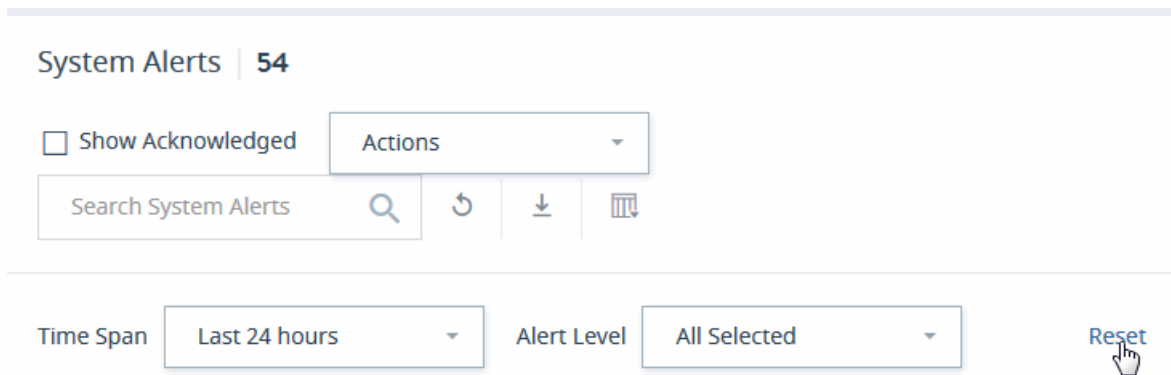 System Alerts 54
Show Acknowledged Actions
Search System Alerts
Time Span Last 24 hours Alert Level All Selected Reset